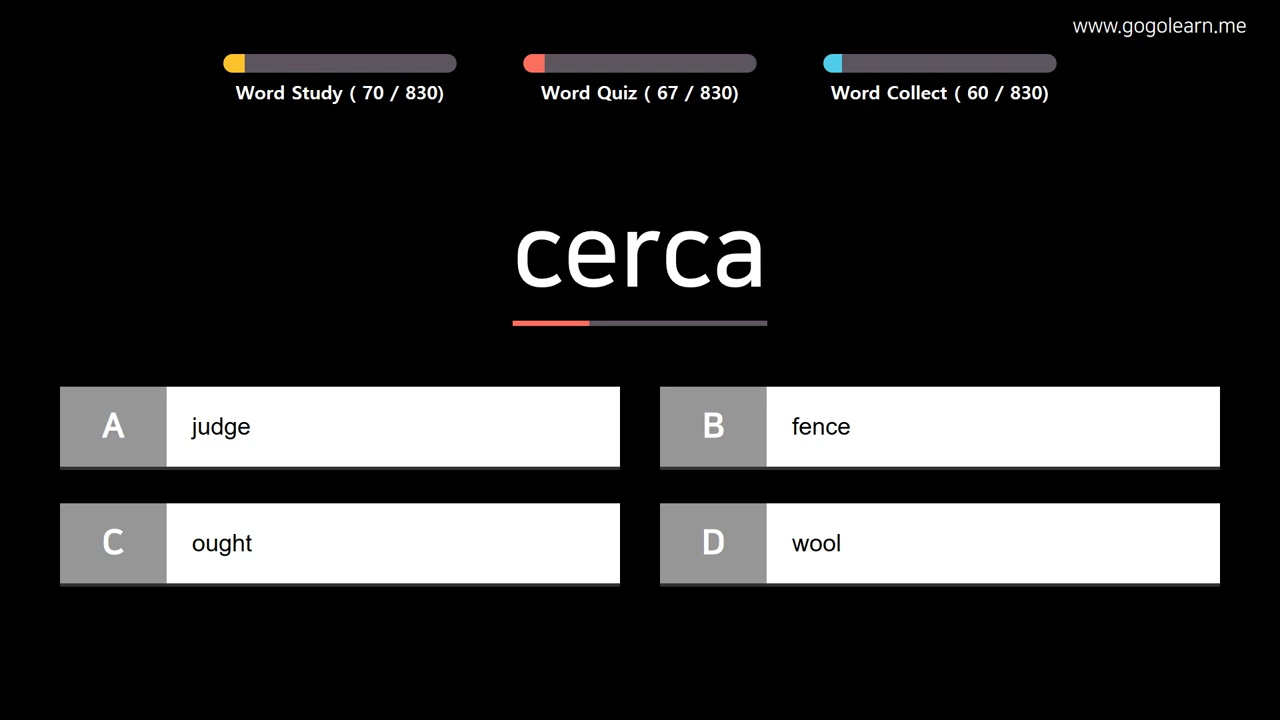 www.gogolearn.me
Word Study ( 70 / 830)
Word Quiz ( 67 / 830)
Word Collect ( 60 / 830)
cerca
A judge
B fence
C ought
D wool